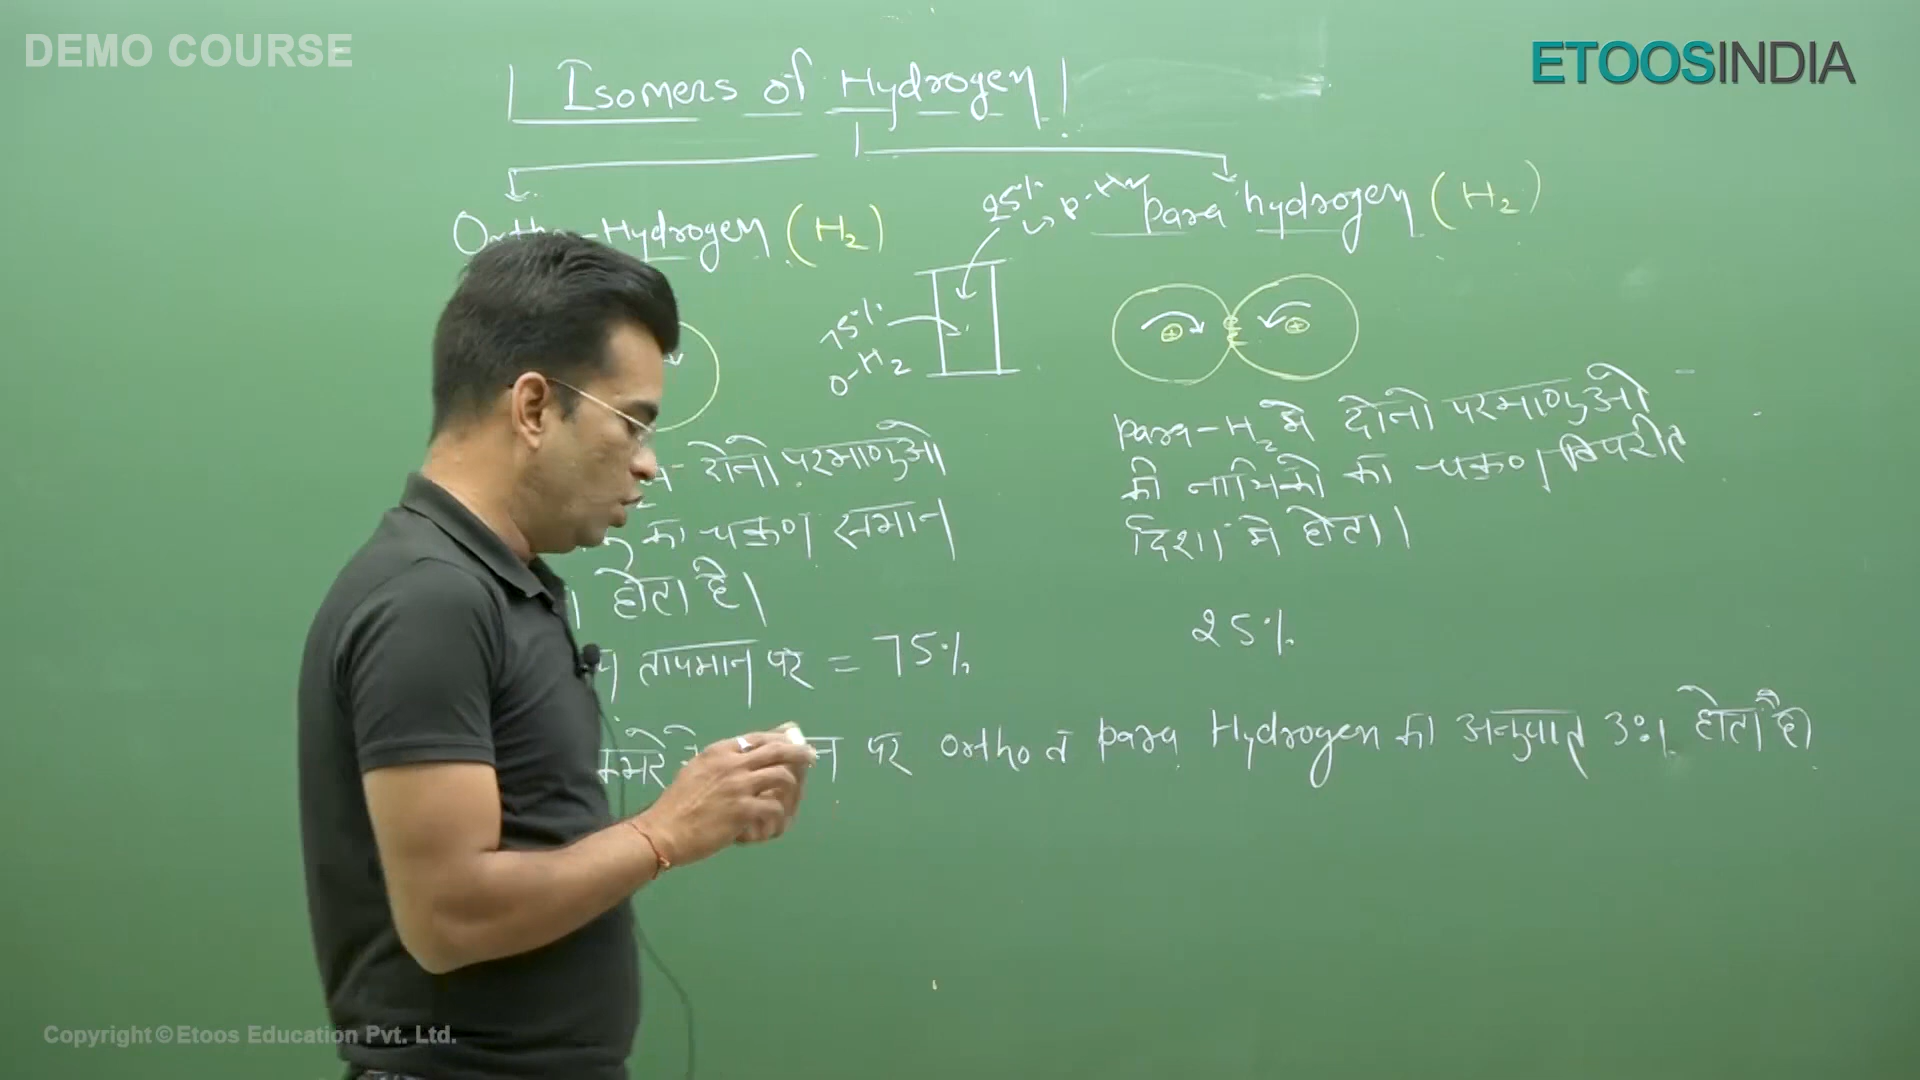 DEMO COURSE
ETOOSINDIA
Isomers of Hydrogen
Hydrogen (H2)
para hydrogen (H2)
25%
p-H2
75%
o-H2
दोनो परमाणुओ
का चक्रण समान
होता है।
तापमान पर = 75%
para-H2 मे दोनो परमाणुओ
की नाभिको का चक्रण विपरीत
दिशा मे होता।
25%
पर ortho व para Hydrogen का अनुपात 3:1 होता है
Copyright © Etoos Education Pvt. Ltd.